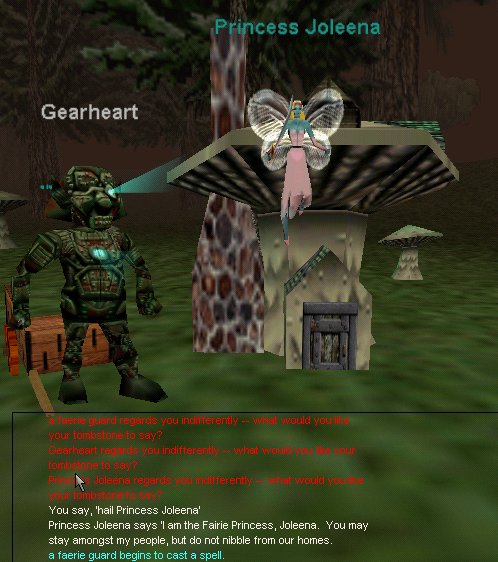 Princess Joleena
Gearheart
a faerie guard regards you indifferently -- what would you like
your tombstone to say?
Gearheart regards you indifferently -- what would you like your
tombstone to say?
Princess Joleena regards you indifferently -- what would you like
your tombstone to say?
You say, 'hail Princess Joleena'
Princess Joleena says 'I am the Fairie Princess, Joleena. You may
stay amongst my people, but do not nibble from our homes.
a faerie guard begins to cast a spell.